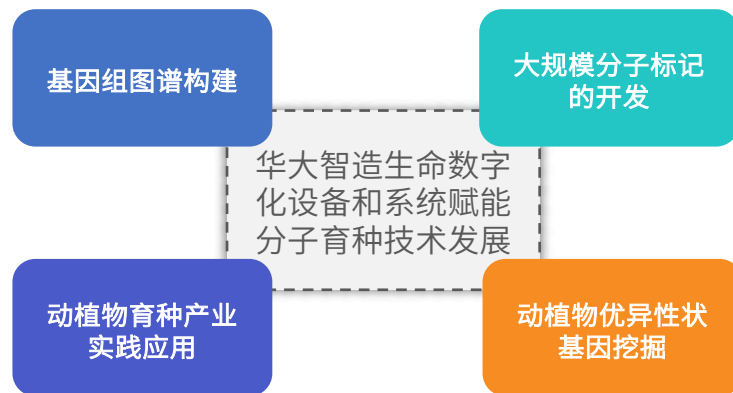 基因组图谱构建
大规模分子标记
的开发
华大智造生命数字
化设备和系统赋能
分子育种技术发展
动植物育种产业
实践应用
动植物优异性状
基因挖掘